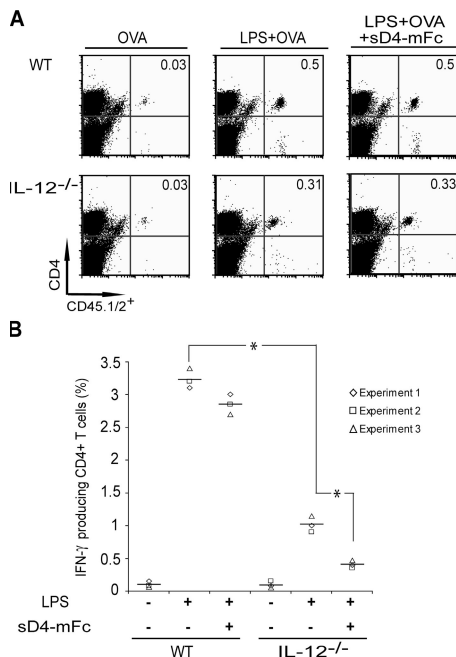 A
OVA
LPS+OVA
LPS+OVA
+sD4-mFc
WT
0.03
0.5
0.5
IL-12-/-
0.03
0.31
0.33
CD4
CD45.1/2+
B
IFN-γ producing CD4+ T cells (%)
3.5
3
2.5
2
1.5
1
0.5
0
*
*
Experiment 1
Experiment 2
Experiment 3
LPS - + + - + +
sD4-mFc - - + - - +
WT IL-12-/-